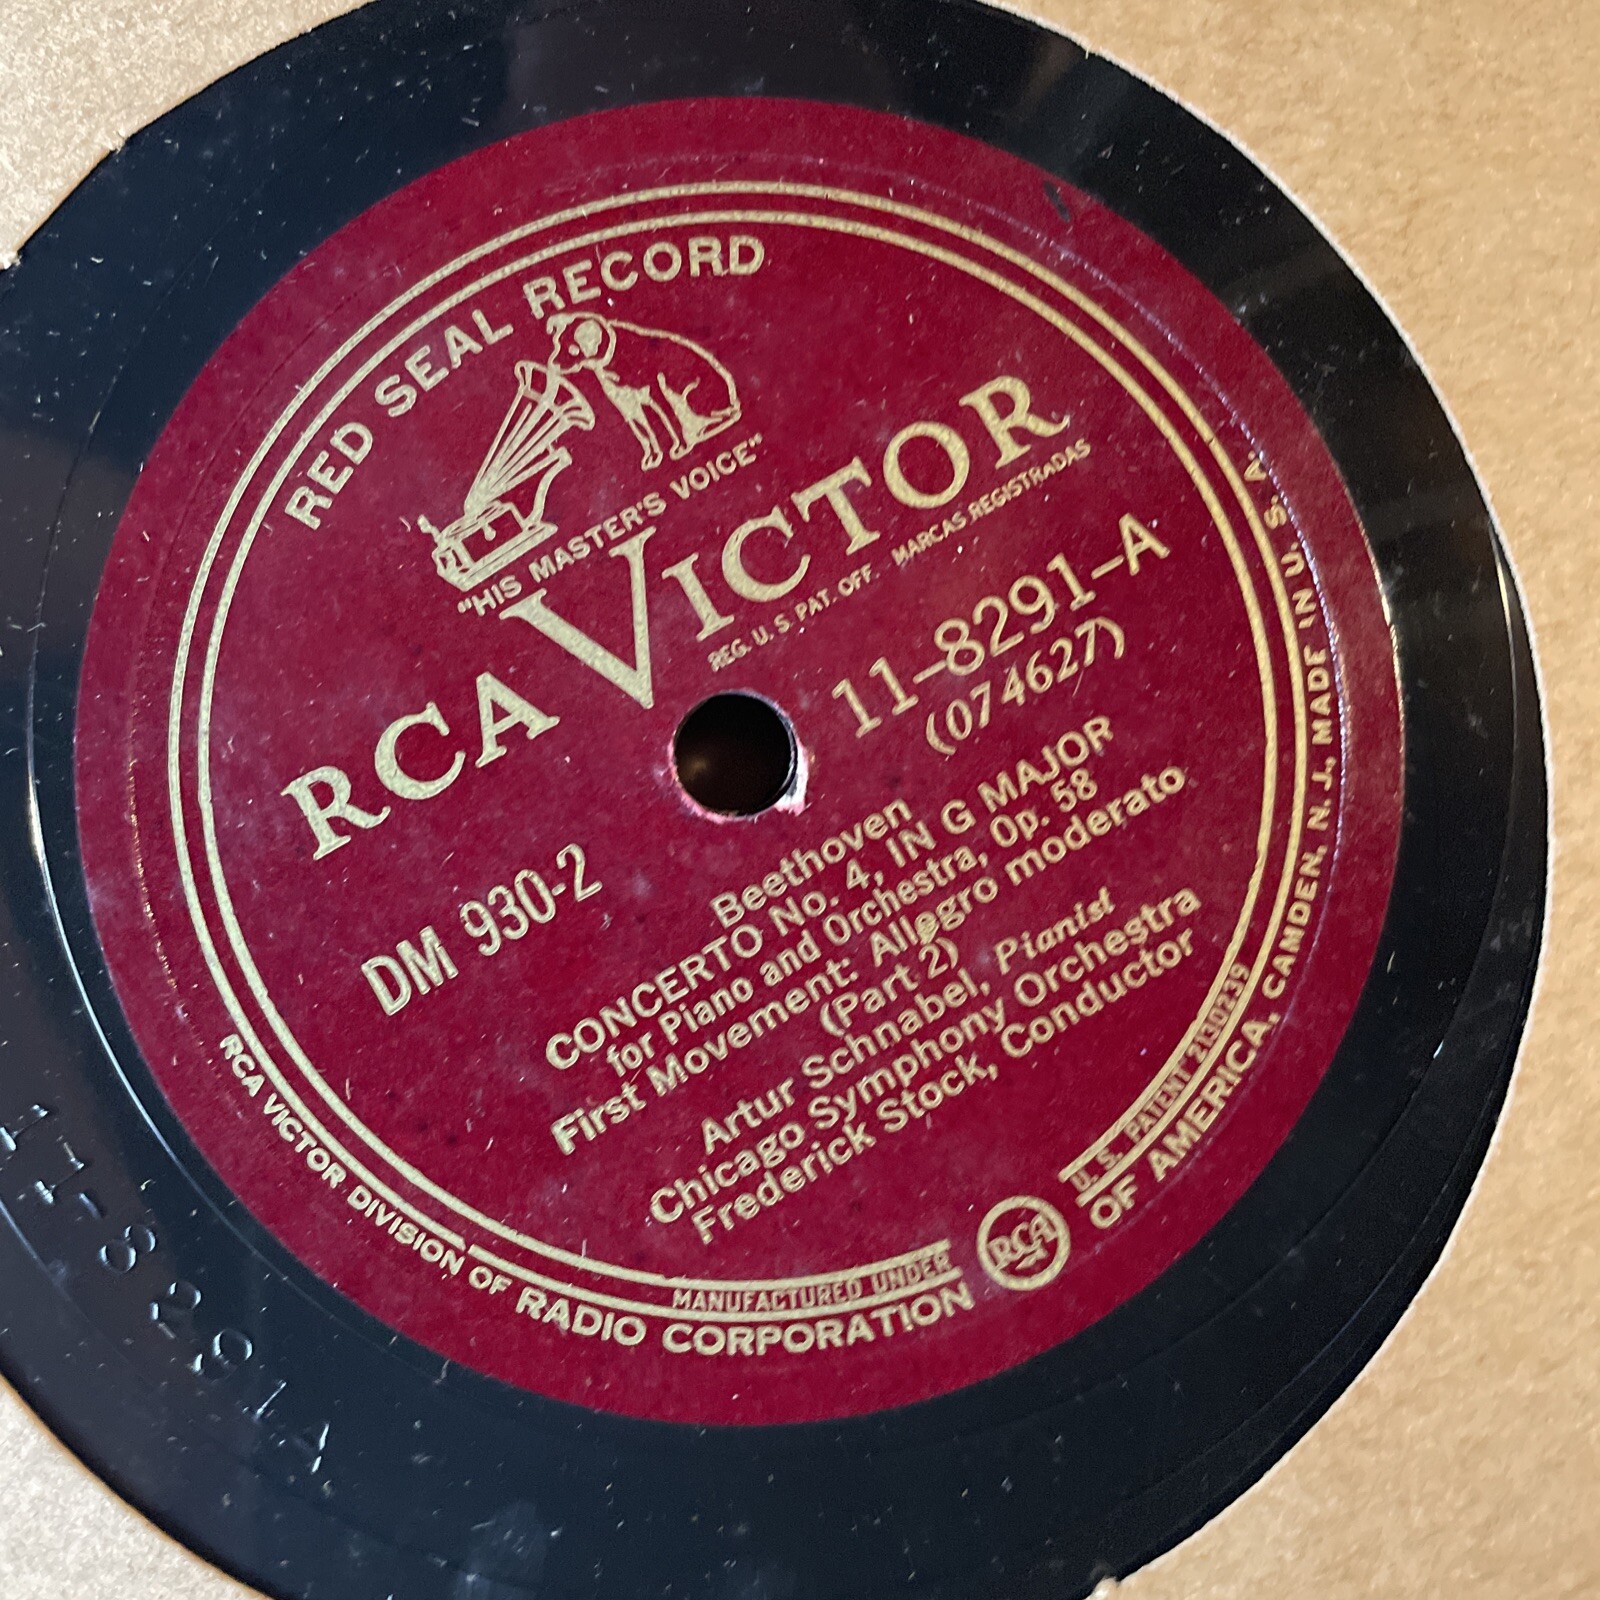 RED SEAL RECORD
"HIS MASTER'S VOICE"
RCA VICTOR
REG. U. S. PAT. OFF. MARCAS REGISTRADAS
11-8291-A
(074627)
DM 930-2
Beethoven
CONCERTO No. 4, IN G MAJOR
for Piano and Orchestra, Op. 58
First Movement: Allegro moderato
(Part 2)
Artur Schnabel, Pianist
Chicago Symphony Orchestra
Frederick Stock, Conductor
MANUFACTURED UNDER RCA U. S. PATENT 2130239
RCA VICTOR DIVISION OF RADIO CORPORATION OF AMERICA, CAMDEN, N. J., MADE IN U. S. A.
11-8291A